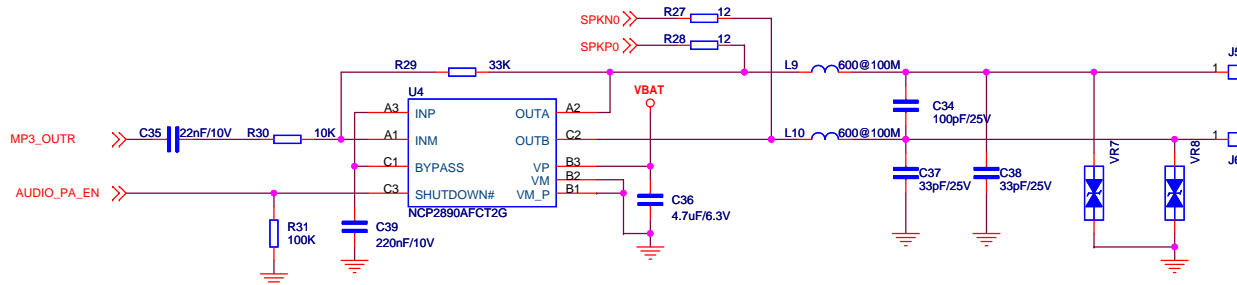 SPKN0
R27
12
SPKP0
R28
12
R29
33K
L9
600@100M
J5
1
U4
VBAT
A3
INP
OUTA
A2
C34
100pF/25V
MP3_OUTR
C35
22nF/10V
R30
10K
A1
INM
OUTB
C2
L10
600@100M
1
J6
C1
BYPASS
VP
B3
VM
B2
AUDIO_PA_EN
C3
SHUTDOWN#
VM_P
B1
NCP2890AFCT2G
C36
4.7uF/6.3V
C37
33pF/25V
C38
33pF/25V
VR7
VR8
R31
100K
C39
220nF/10V